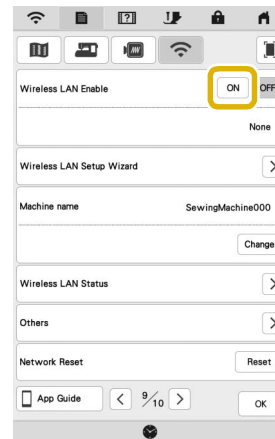 Wireless LAN Enable ON OFF
None
Wireless LAN Setup Wizard
Machine name SewingMachine000
Change
Wireless LAN Status
Others
Network Reset Reset
App Guide 9/10 OK